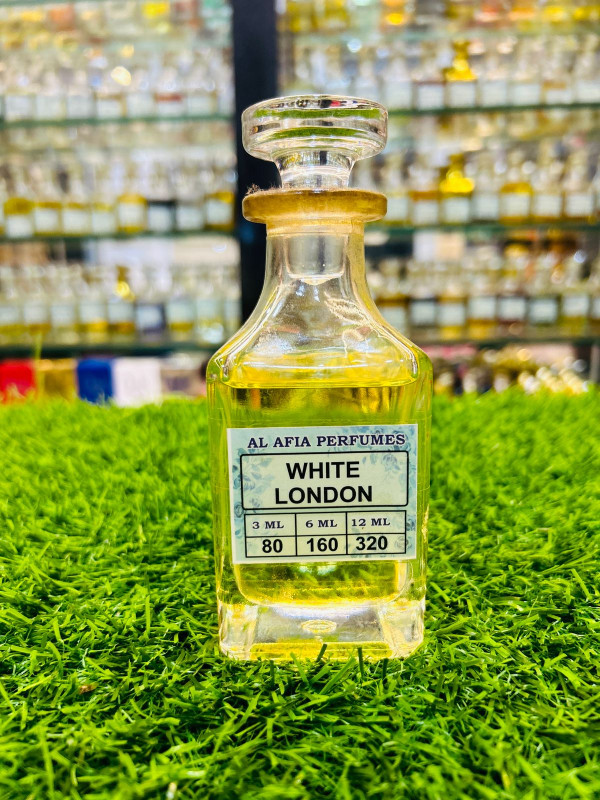 AL AFIA PERFUMES
WHITE
LONDON
3 ML 6 ML 12 ML
80 160 320